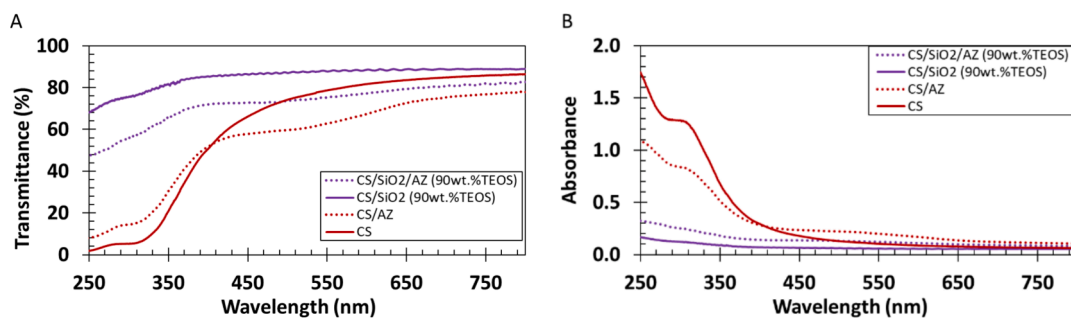 A
Transmittance (%)
100
80
60
40
20
0
CS/SiO2/AZ (90wt.%TEOS)
CS/SiO2 (90wt.%TEOS)
CS/AZ
CS
250 350 450 550 650 750
Wavelength (nm)
B
Absorbance
2.0
1.5
1.0
0.5
0.0
CS/SiO2/AZ (90wt.%TEOS)
CS/SiO2 (90wt.%TEOS)
CS/AZ
CS
250 350 450 550 650 750
Wavelength (nm)